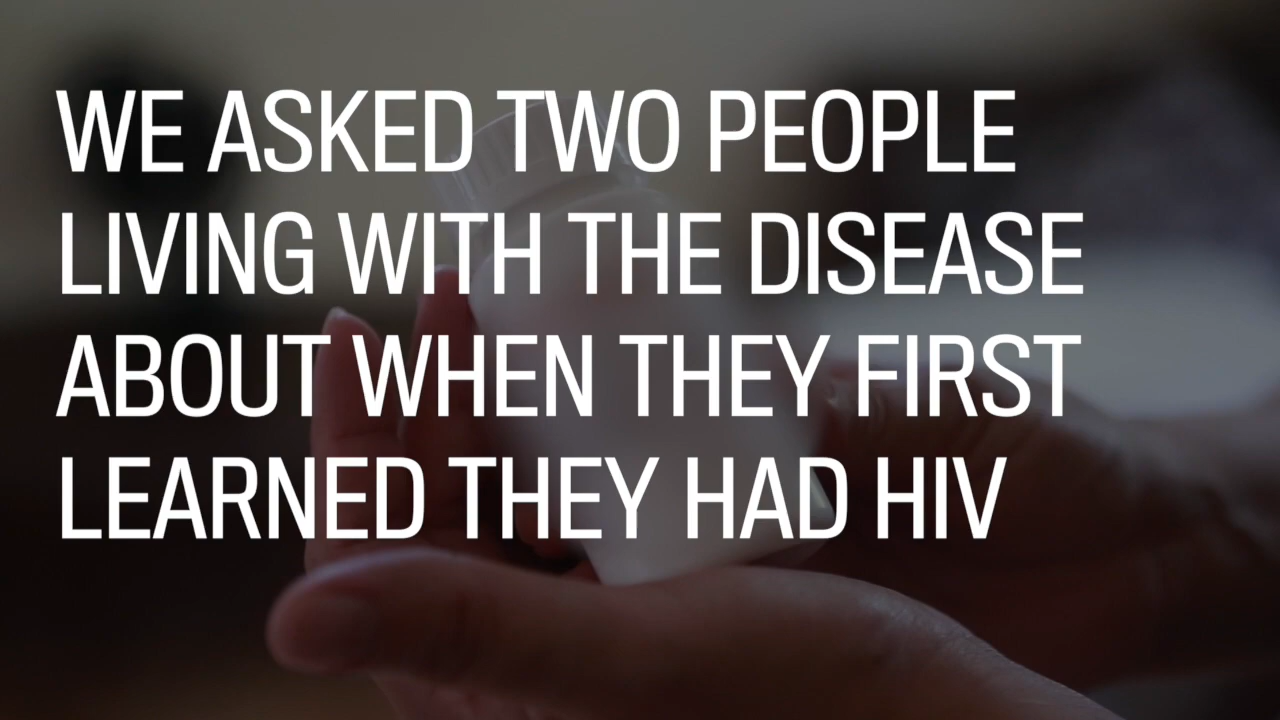 WE ASKED TWO PEOPLE
LIVING WITH THE DISEASE
ABOUT WHEN THEY FIRST
LEARNED THEY HAD HIV